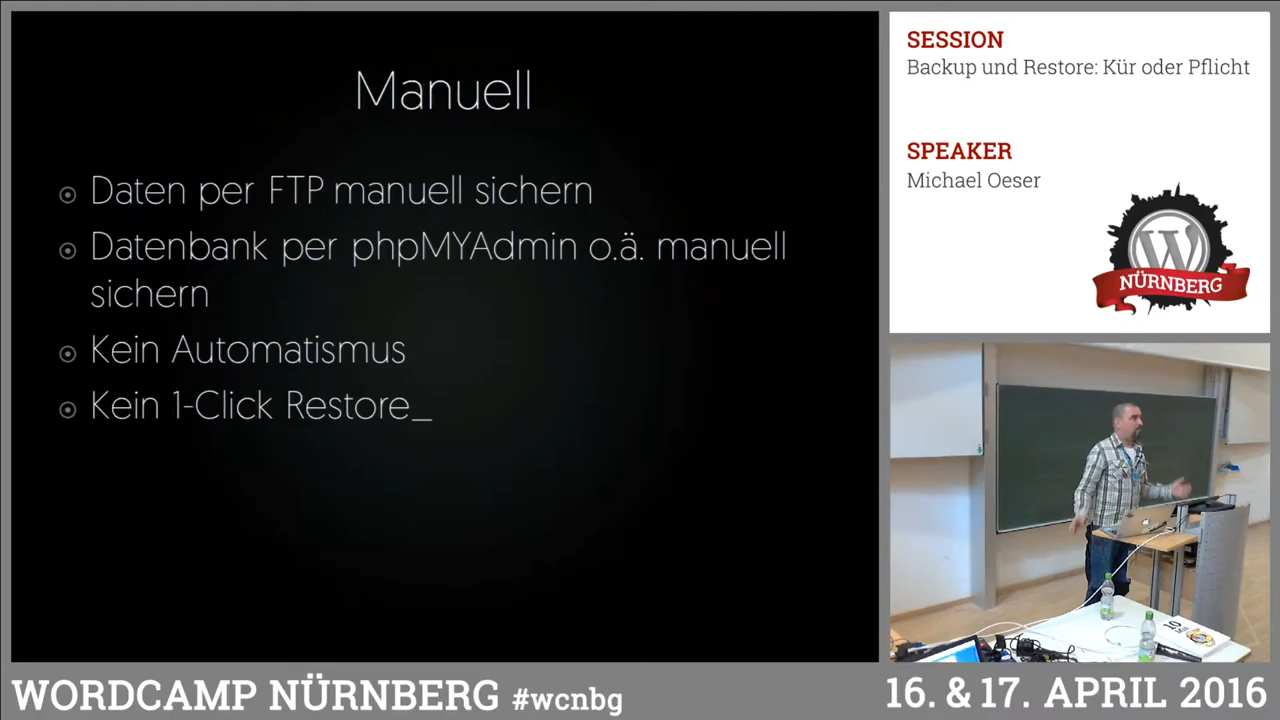 Manuell
Daten per FTP manuell sichern
Datenbank per phpMYAdmin o.ä. manuell
sichern
Kein Automatismus
Kein 1-Click Restore_
SESSION
Backup und Restore: Kür oder Pflicht
SPEAKER
Michael Oeser
W
NÜRNBERG
WORDCAMP NÜRNBERG #wcnbg
16. & 17. APRIL 2016